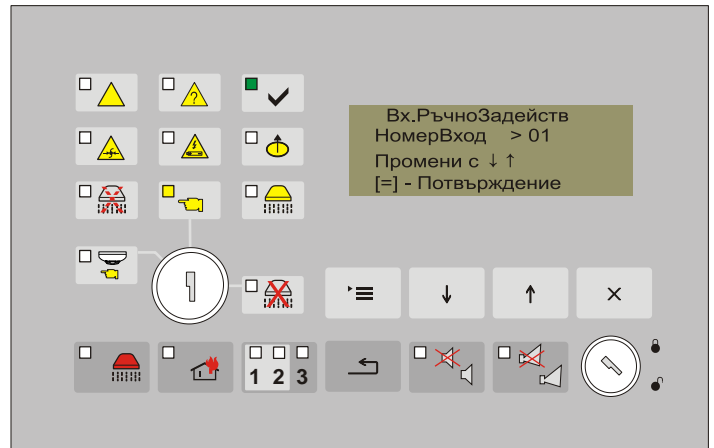 ?
Вх.РъчноЗадейств
НомерВход > 01
Промени с ↓ ↑
[=] - Потвърждение
1 2 3